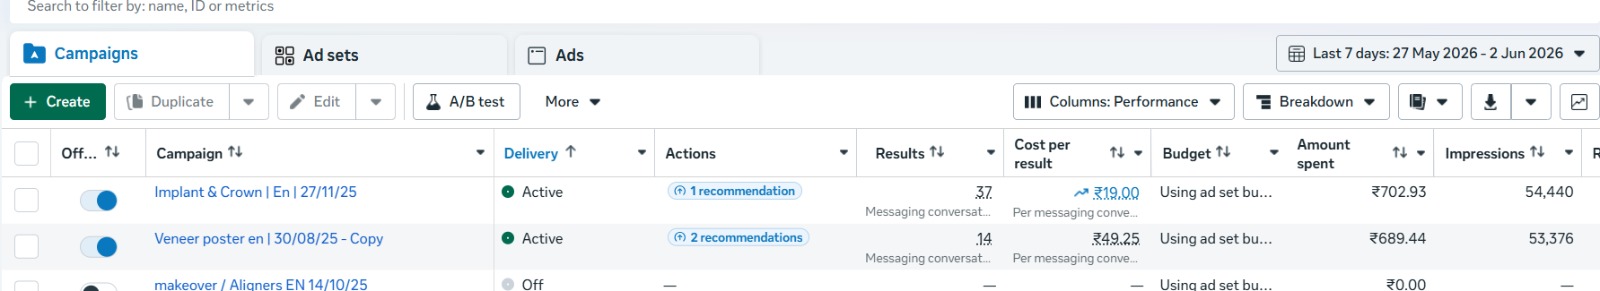 Search to filter by: name, ID or metrics
Campaigns
Ad sets
Ads
Last 7 days: 27 May 2026 - 2 Jun 2026
+ Create
Duplicate
Edit
A/B test
More
Columns: Performance
Breakdown
Off...
Campaign
Delivery
Actions
Results
Cost per result
Budget
Amount spent
Impressions
R
Implant & Crown | En | 27/11/25
Active
1 recommendation
37
Messaging conversat...
₹19.00
Per messaging conve...
Using ad set bu...
₹702.93
54,440
Veneer poster en | 30/08/25 - Copy
Active
2 recommendations
14
Messaging conversat...
₹49.25
Per messaging conve...
Using ad set bu...
₹689.44
53,376
makeover / Aligners EN 14/10/25
Off
—
—
—
Using ad set bu...
₹0.00
—